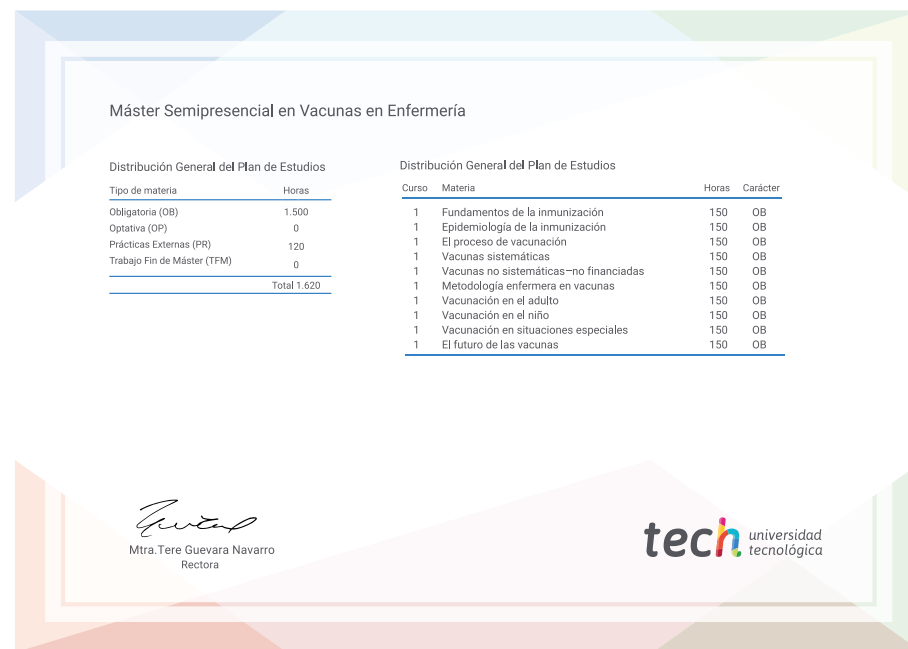 Máster Semipresencial en Vacunas en Enfermería
Distribución General del Plan de Estudios
Tipo de materia Horas
Obligatoria (OB) 1.500
Optativa (OP) 0
Prácticas Externas (PR) 120
Trabajo Fin de Máster (TFM) 0
Total 1.620
Distribución General del Plan de Estudios
Curso Materia Horas Carácter
1 Fundamentos de la inmunización 150 OB
1 Epidemiología de la inmunización 150 OB
1 El proceso de vacunación 150 OB
1 Vacunas sistemáticas 150 OB
1 Vacunas no sistemáticas–no financiadas 150 OB
1 Metodología enfermera en vacunas 150 OB
1 Vacunación en el adulto 150 OB
1 Vacunación en el niño 150 OB
1 Vacunación en situaciones especiales 150 OB
1 El futuro de las vacunas 150 OB
Mtra.Tere Guevara Navarro
Rectora
tech universidad
tecnológica